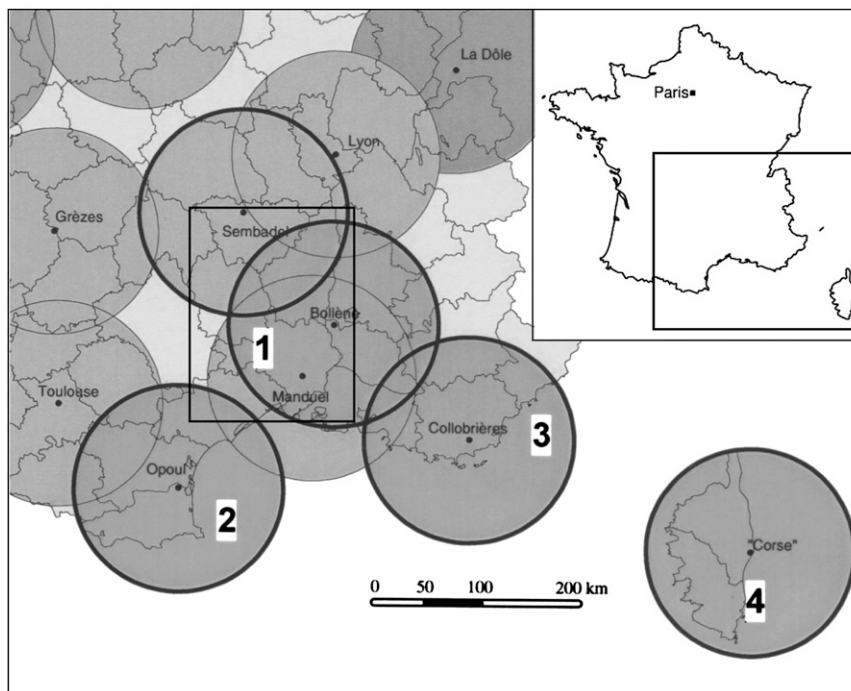 La Dôle
Paris
Lyon
Grèzes
Sembadel
Bollène
1
Toulouse
Manduel
Collobrières
3
Opoul
2
"Corse"
0 50 100 200 km
4